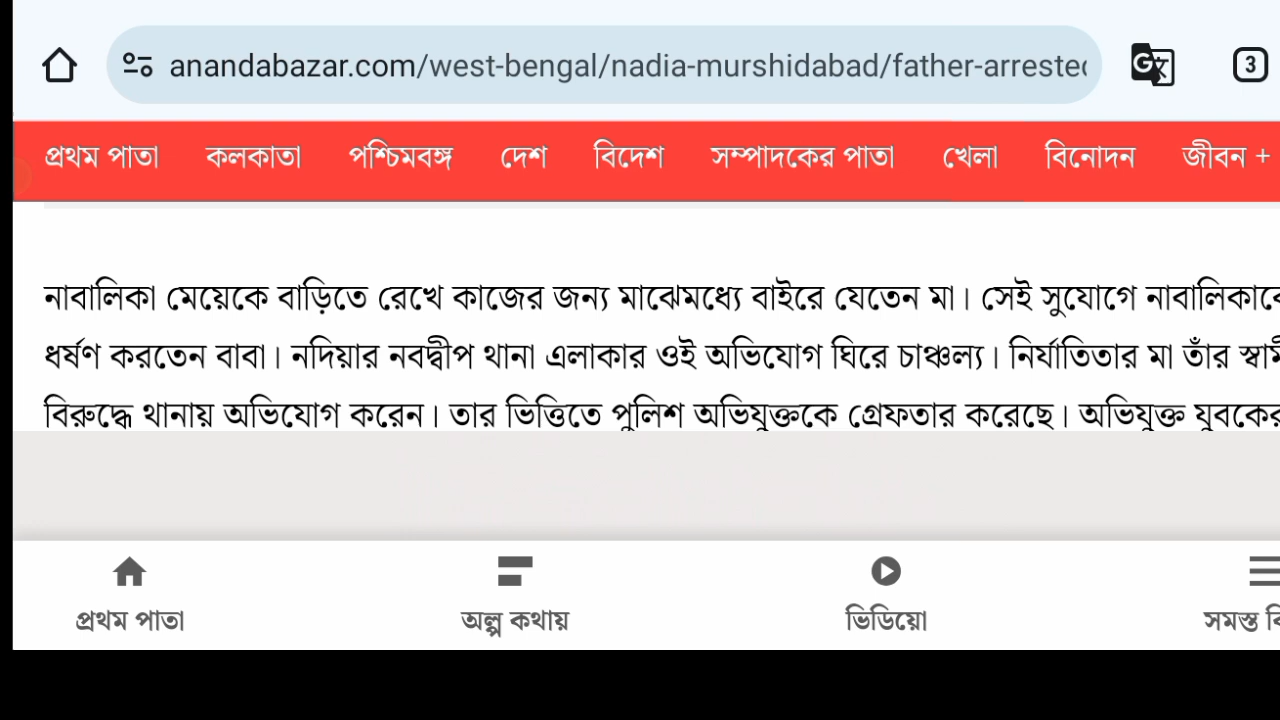 anandabazar.com/west-bengal/nadia-murshidabad/father-arrested
3
প্রথম পাতা কলকাতা পশ্চিমবঙ্গ দেশ বিদেশ সম্পাদকের পাতা খেলা বিনোদন জীবন +
নাবালিকা মেয়েকে বাড়িতে রেখে কাজের জন্য মাঝেমধ্যে বাইরে যেতেন মা। সেই সুযোগে
ধর্ষণ করতেন বাবা। নদিয়ার নবদ্বীপ থানা এলাকার ওই অভিযোগ ঘিরে চাঞ্চল্য। নির্যাতিতার মা তাঁর
বিরুদ্ধে থানায় অভিযোগ করেন। তার ভিত্তিতে পুলিশ অভিযুক্তকে গ্রেফতার করেছে। অভিযুক্ত
প্রথম পাতা অল্প কথায় ভিডিয়ো সমস্ত